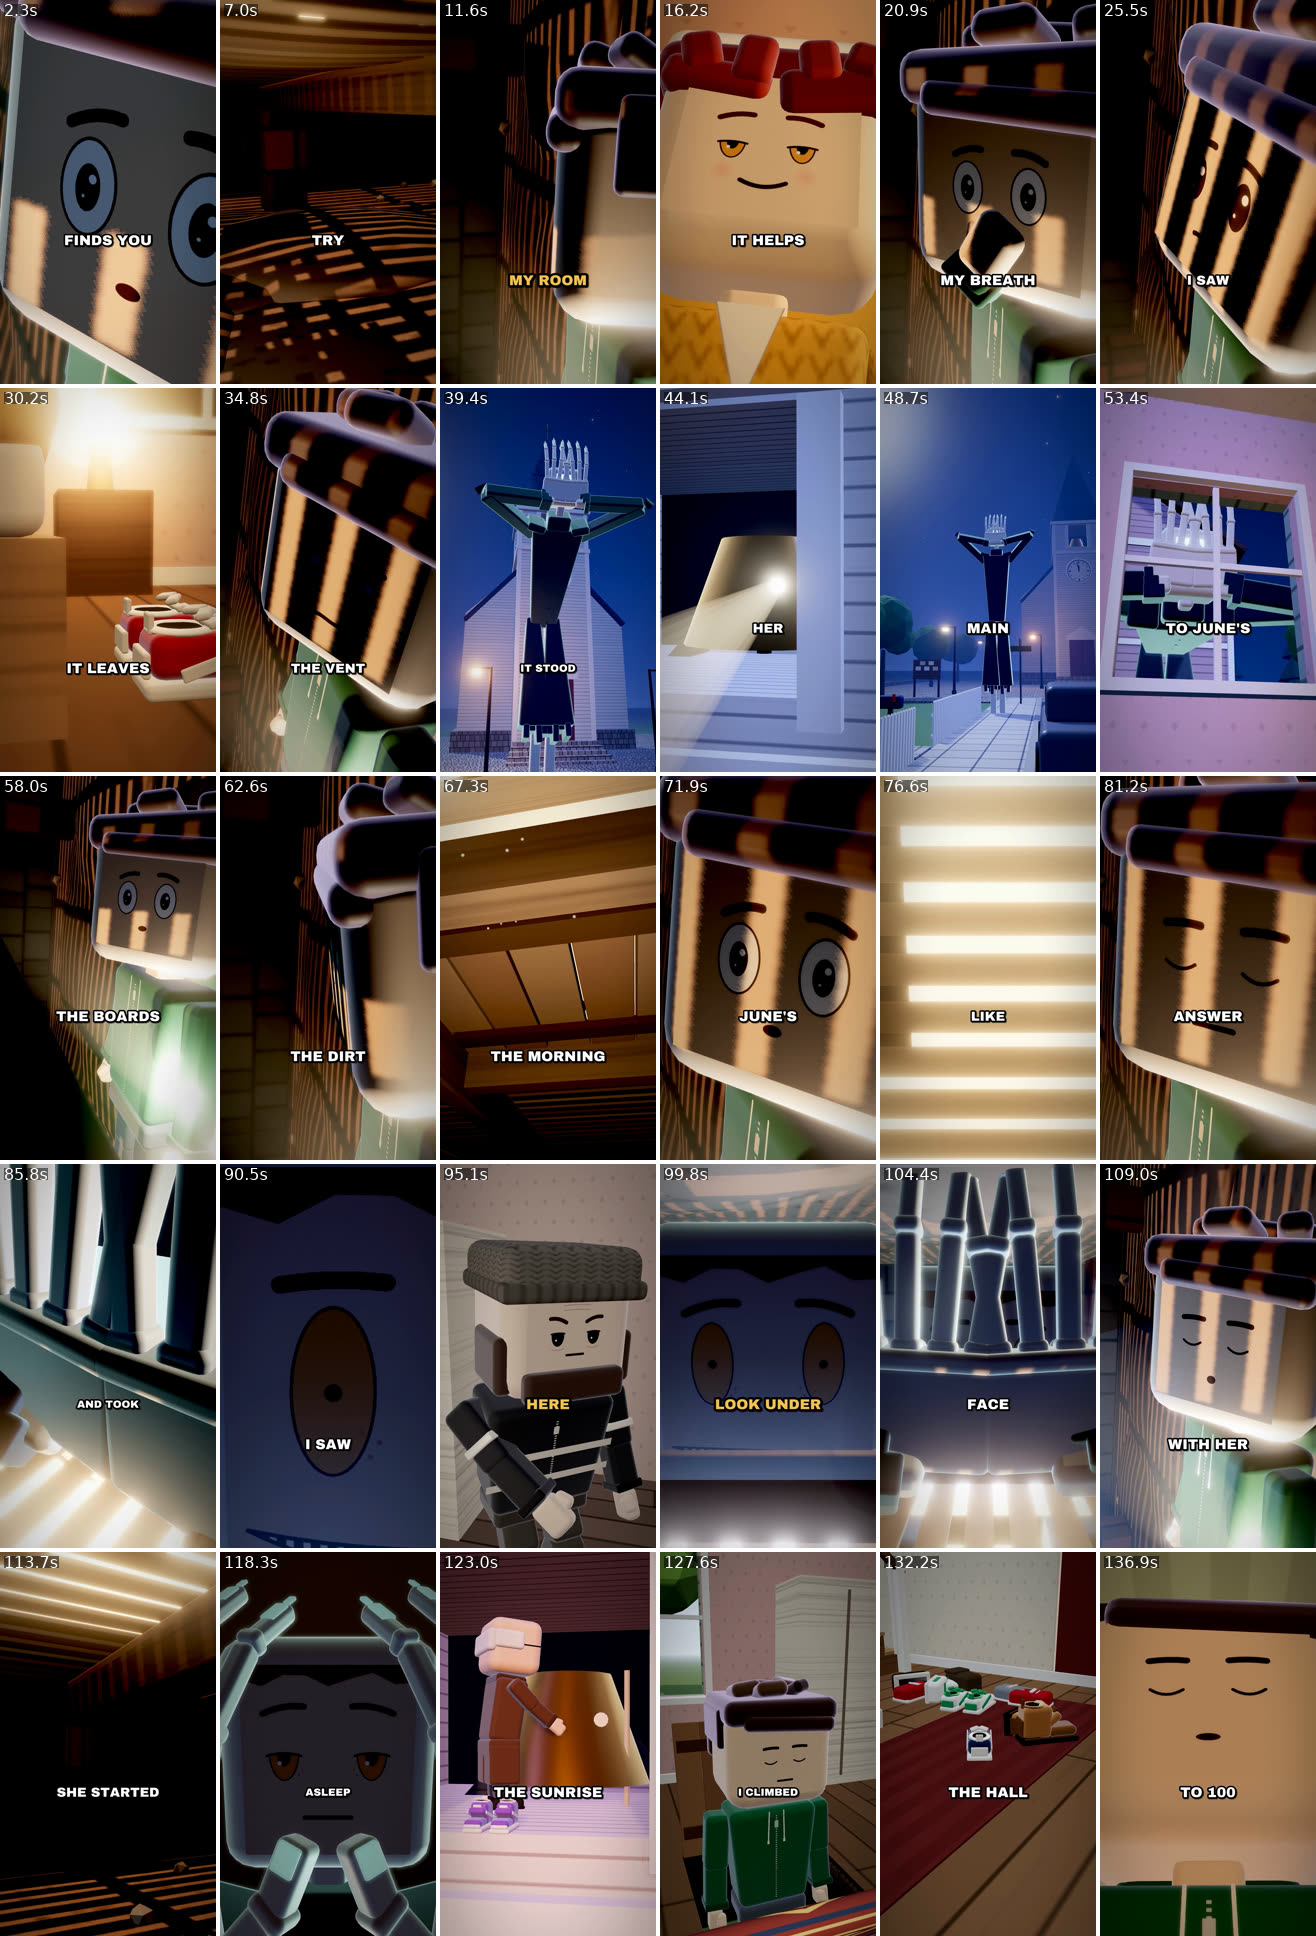 2.3s
FINDS YOU
7.0s
TRY
11.6s
MY ROOM
16.2s
IT HELPS
20.9s
MY BREATH
25.5s
I SAW
30.2s
IT LEAVES
34.8s
THE VENT
39.4s
IT STOOD
44.1s
HER
48.7s
MAIN
53.4s
TO JUNE'S
58.0s
THE BOARDS
62.6s
THE DIRT
67.3s
THE MORNING
71.9s
JUNE'S
76.6s
LIKE
81.2s
ANSWER
85.8s
AND TOOK
90.5s
I SAW
95.1s
HERE
99.8s
LOOK UNDER
104.4s
FACE
109.0s
WITH HER
113.7s
SHE STARTED
118.3s
ASLEEP
123.0s
THE SUNRISE
127.6s
I CLIMBED
132.2s
THE HALL
136.9s
TO 100